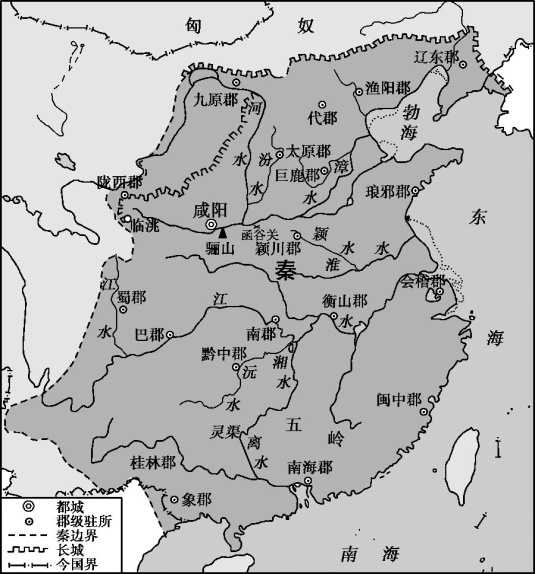 匈 奴
辽东郡
九原郡
河
水
渔阳郡
代郡
勃
海
汾
水
太原郡
巨鹿郡
漳
水
陇西郡
琅邪郡
临洮
咸阳
函谷关
骊山
颍川郡
颍
水
淮
水
东
海
秦
会稽郡
江
水
蜀郡
江
水
衡山郡
巴郡
南郡
黔中郡
沅
水
湘
水
闽中郡
灵渠
离
水
五 岭
桂林郡
南海郡
象郡
南 海
都城
郡级驻所
秦边界
长城
今国界